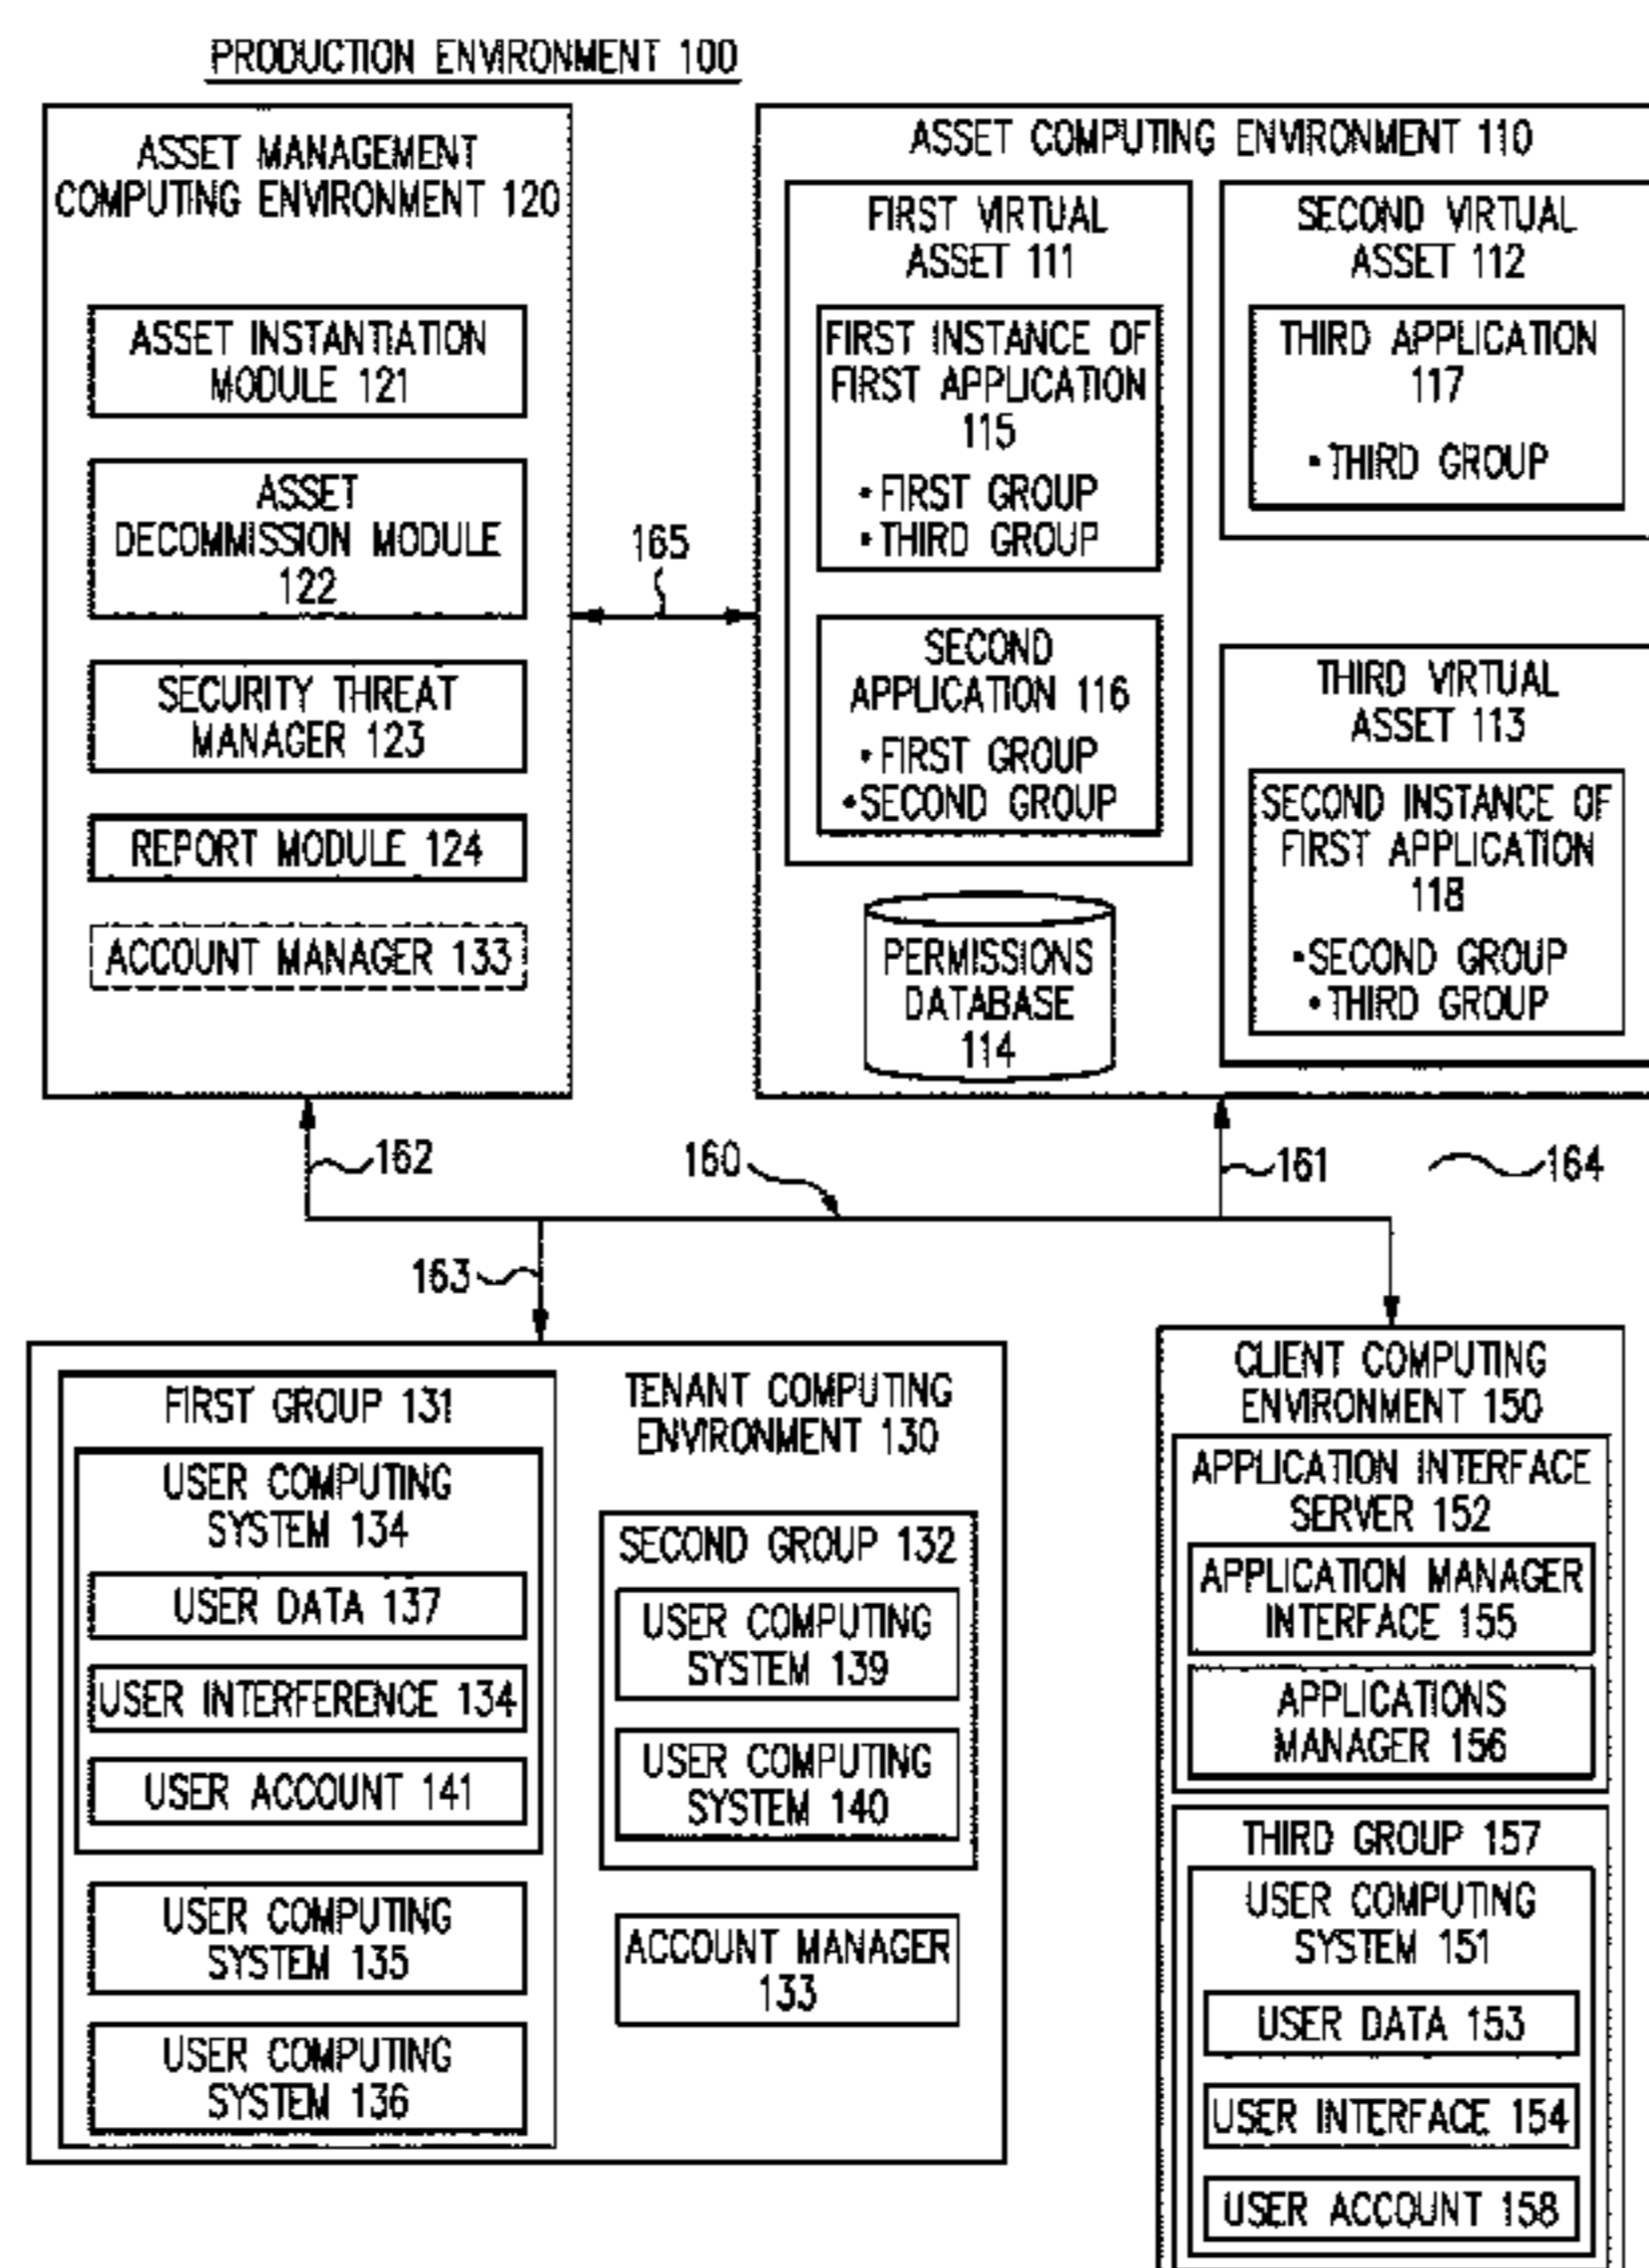 PRODUCTION ENVIRONMENT 100
ASSET MANAGEMENT
COMPUTING ENVIRONMENT 120
ASSET INSTANTIATION
MODULE 121
ASSET
DECOMMISSION MODULE
122
SECURITY THREAT
MANAGER 123
REPORT MODULE 124
ACCOUNT MANAGER 133
165
ASSET COMPUTING ENVIRONMENT 110
FIRST VIRTUAL
ASSET 111
FIRST INSTANCE OF
FIRST APPLICATION
115
• FIRST GROUP
• THIRD GROUP
SECOND
APPLICATION 116
• FIRST GROUP
• SECOND GROUP
PERMISSIONS
DATABASE
114
SECOND VIRTUAL
ASSET 112
THIRD APPLICATION
117
• THIRD GROUP
THIRD VIRTUAL
ASSET 113
SECOND INSTANCE OF
FIRST APPLICATION
118
• SECOND GROUP
• THIRD GROUP
162
160
161
164
163
FIRST GROUP 131
USER COMPUTING
SYSTEM 134
USER DATA 137
USER INTERFERENCE 134
USER ACCOUNT 141
USER COMPUTING
SYSTEM 135
USER COMPUTING
SYSTEM 136
TENANT COMPUTING
ENVIRONMENT 130
SECOND GROUP 132
USER COMPUTING
SYSTEM 139
USER COMPUTING
SYSTEM 140
ACCOUNT MANAGER
133
CLIENT COMPUTING
ENVIRONMENT 150
APPLICATION INTERFACE
SERVER 152
APPLICATION MANAGER
INTERFACE 155
APPLICATIONS
MANAGER 156
THIRD GROUP 157
USER COMPUTING
SYSTEM 151
USER DATA 153
USER INTERFACE 154
USER ACCOUNT 158